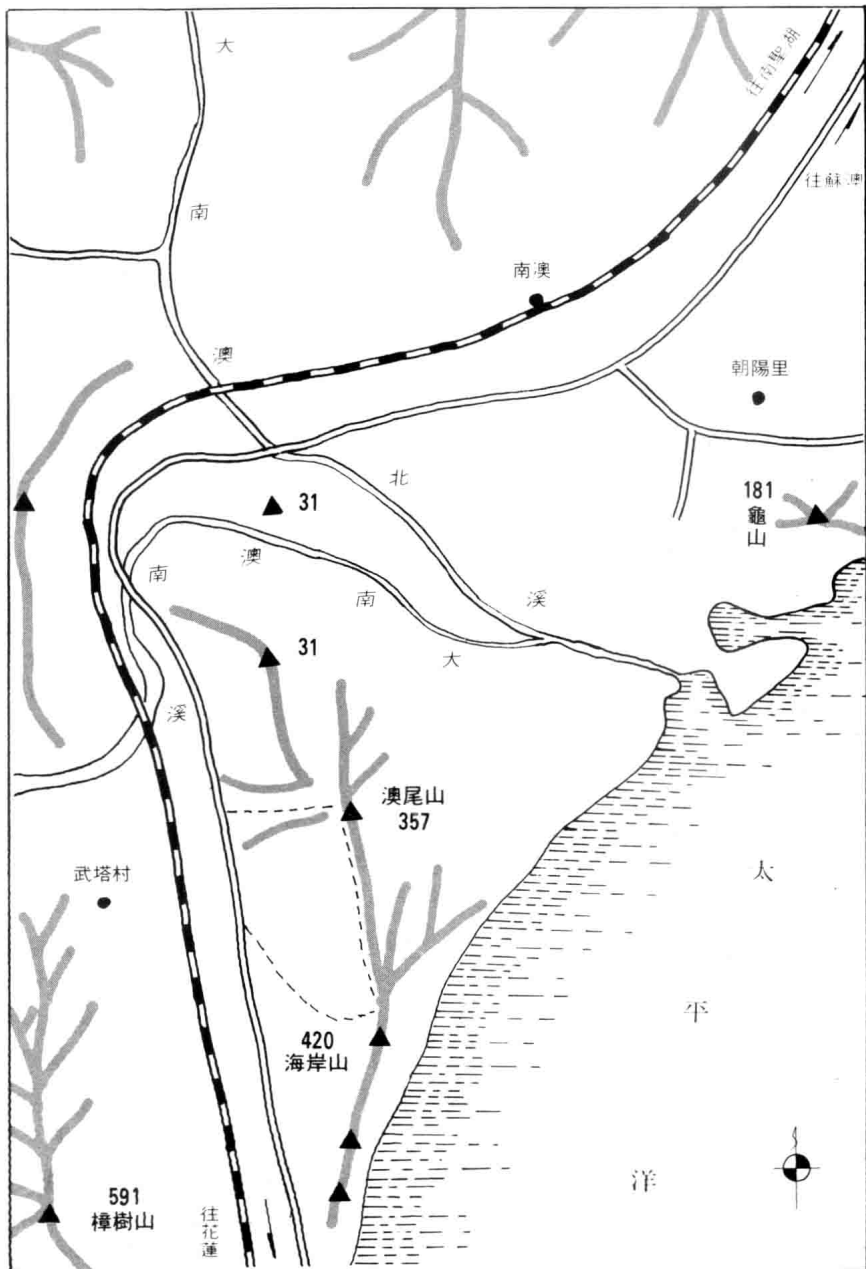 往南聖湖
往蘇澳
南澳
朝陽里
181
龜山
大南澳北溪
31
大南澳南溪
31
澳尾山
357
武塔村
420
海岸山
591
樟樹山
往花蓮
太平洋